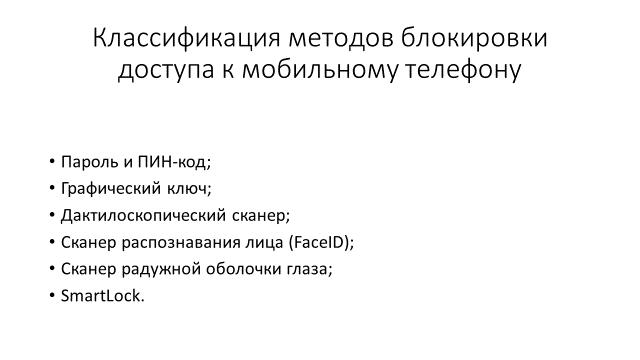 Классификация методов блокировки
доступа к мобильному телефону
• Пароль и ПИН-код;
• Графический ключ;
• Дактилоскопический сканер;
• Сканер распознавания лица (FaceID);
• Сканер радужной оболочки глаза;
• SmartLock.